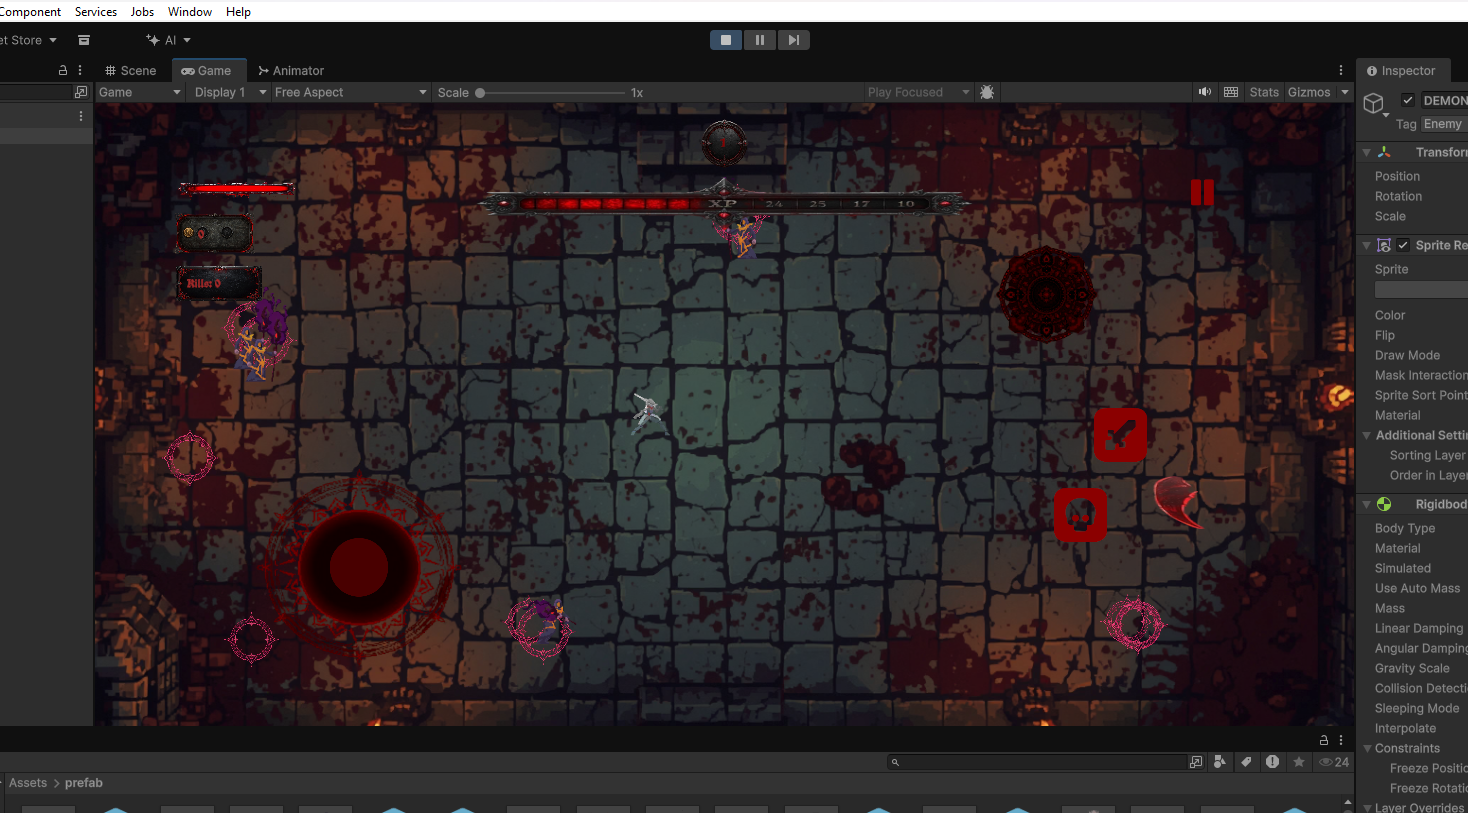 Component Services Jobs Window Help
et Store AI
Scene Game Animator Inspector
Game Display 1 Free Aspect Scale 1x Play Focused Stats Gizmos
DEMON
Tag Enemy
Transform
Position
Rotation
Scale
XP 24 25 17 10
Sprite Re
Sprite
Killer 0
Color
Flip
Draw Mode
Mask Interaction
Sprite Sort Point
Material
Additional Settin
Sorting Layer
Order in Layer
Rigidbod
Body Type
Material
Simulated
Use Auto Mass
Mass
Linear Damping
Angular Damping
Gravity Scale
Collision Detecti
Sleeping Mode
Interpolate
Constraints
Freeze Positio
Freeze Rotatio
Layer Overrides
24
Assets > prefab